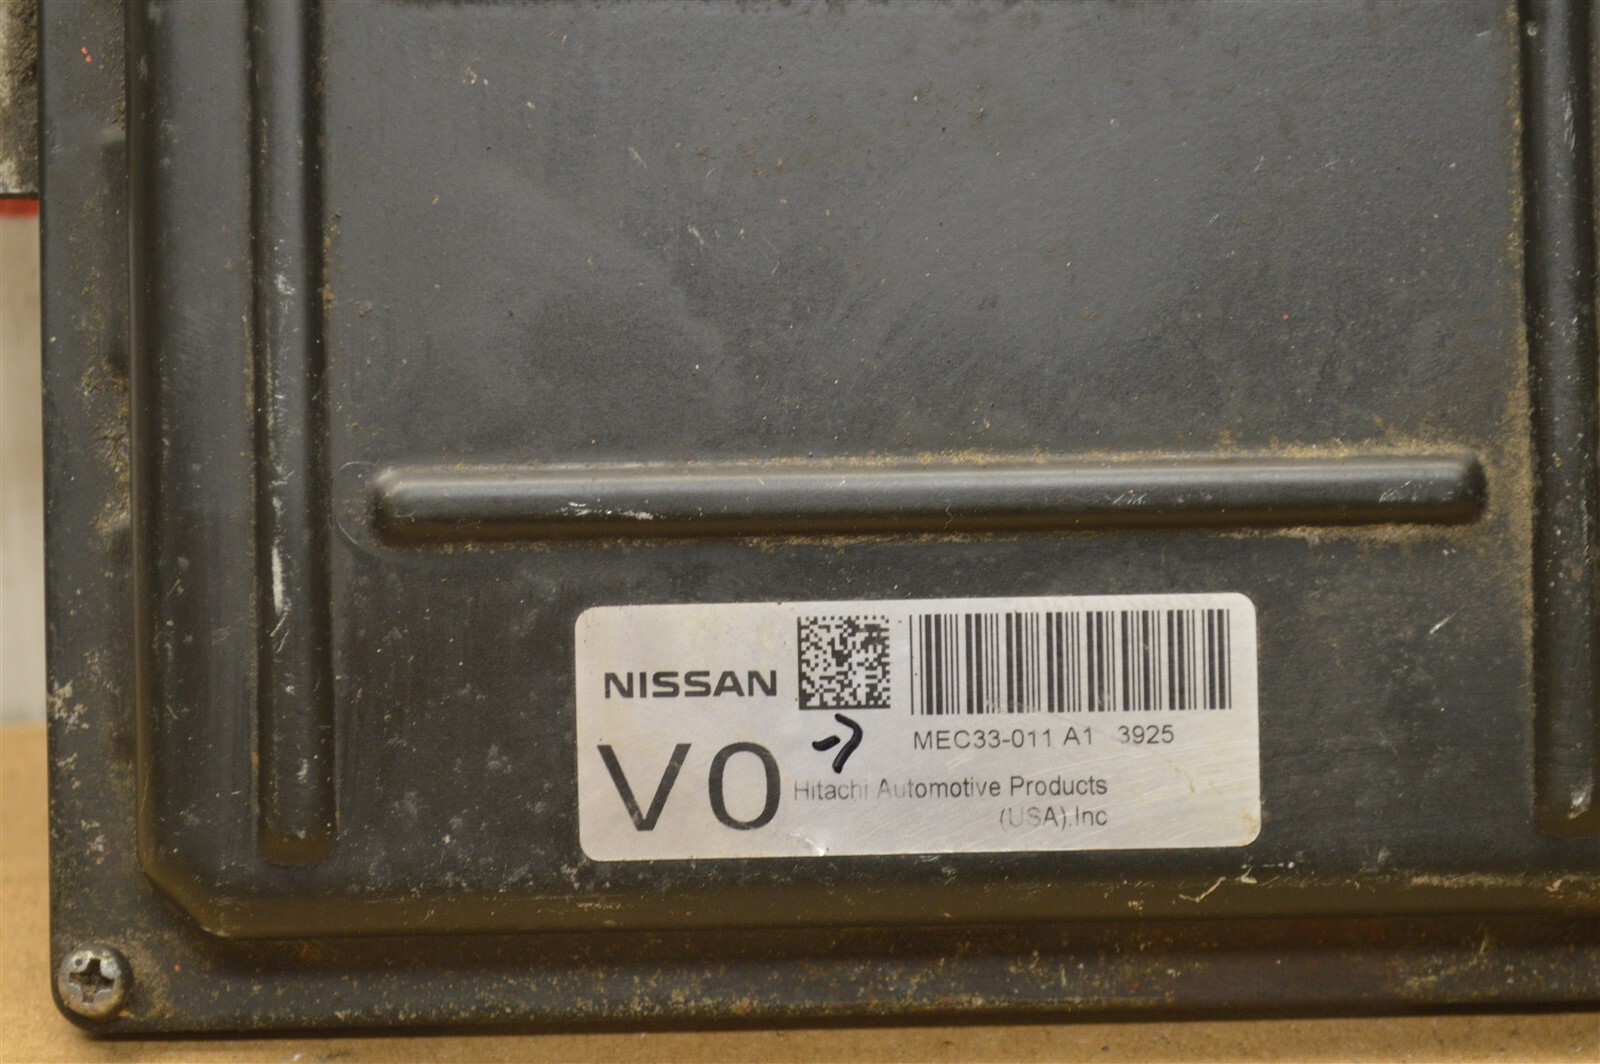 NISSAN
MEC33-011 A1 3925
V0
Hitachi Automotive Products
(USA).Inc